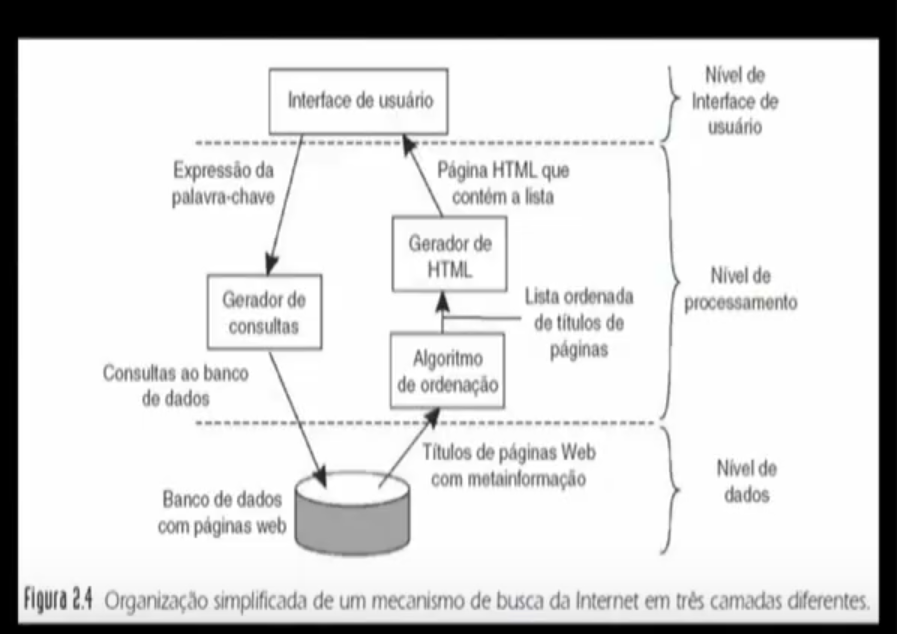 Interface de usuário
Nível de
Interface de
usuário
Expressão da
palavra-chave
Página HTML que
contém a lista
Gerador de
HTML
Gerador de
consultas
Lista ordenada
de títulos de
páginas
Nível de
processamento
Algoritmo
de ordenação
Consultas ao banco
de dados
Títulos de páginas Web
com metainformação
Nível de
dados
Banco de dados
com páginas web
Figura 2.4 Organização simplificada de um mecanismo de busca da Internet em três camadas diferentes.